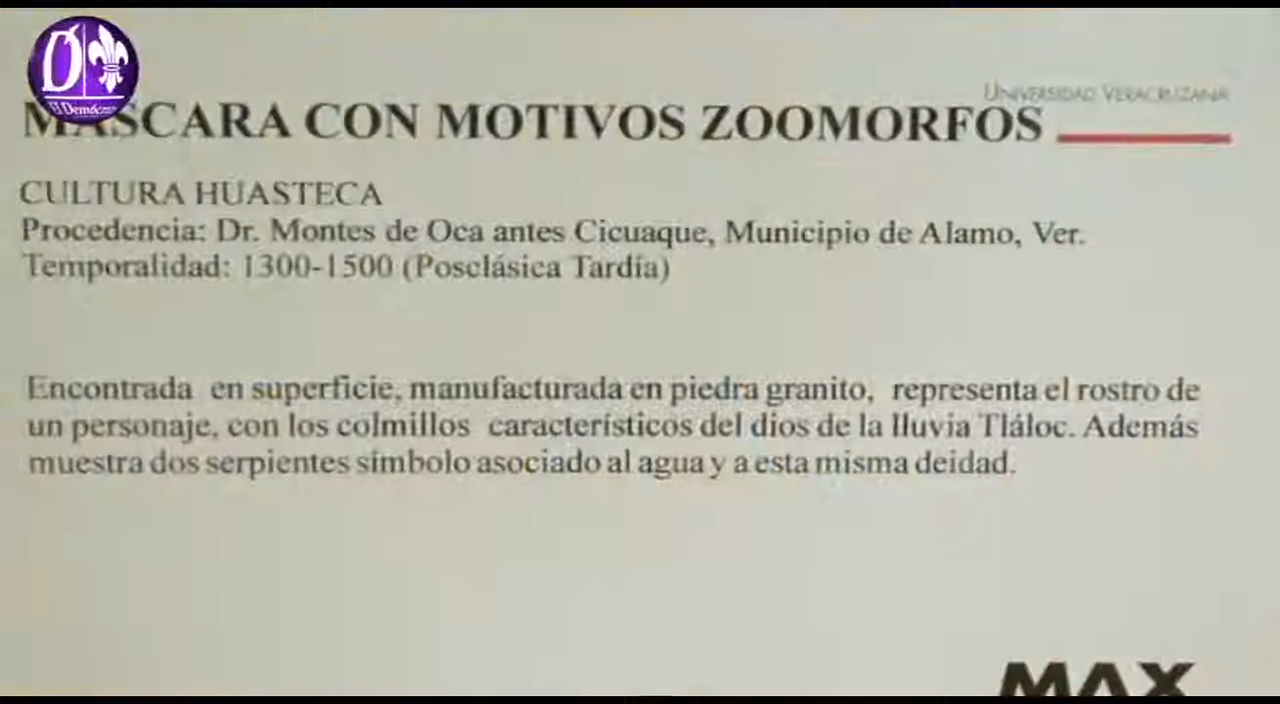 UNIVERSIDAD VERACRUZANA
MÁSCARA CON MOTIVOS ZOOMORFOS
CULTURA HUASTECA
Procedencia: Dr. Montes de Oca antes Cicuaque, Municipio de Alamo, Ver.
Temporalidad: 1300-1500 (Posclásica Tardía)
Encontrada en superficie, manufacturada en piedra granito, representa el rostro de
un personaje, con los colmillos característicos del dios de la lluvia Tláloc. Además
muestra dos serpientes símbolo asociado al agua y a esta misma deidad.
MAX